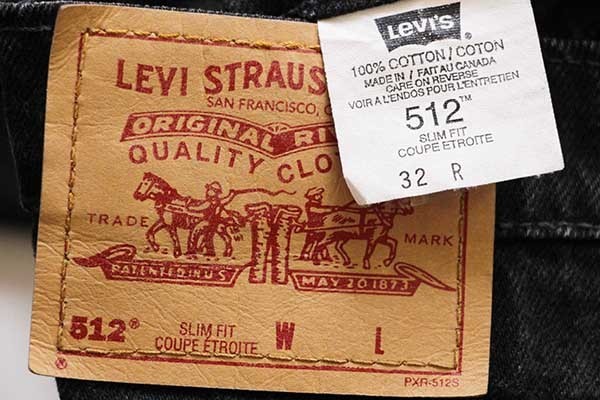 LEVI'S
100% COTTON / COTON
MADE IN / FAIT AU CANADA
CARE ON REVERSE
VOIR A L'ENDOS POUR L'ENTRETIEN
512™
SLIM FIT
COUPE ETROITE
32 R
LEVI STRAUS
SAN FRANCISCO, C
ORIGINAL RI
QUALITY CLO
TRADE MARK
PATENTED IN U S MAY 20 1873
512® SLIM FIT W L
COUPE ÉTROITE
® PXR-512S